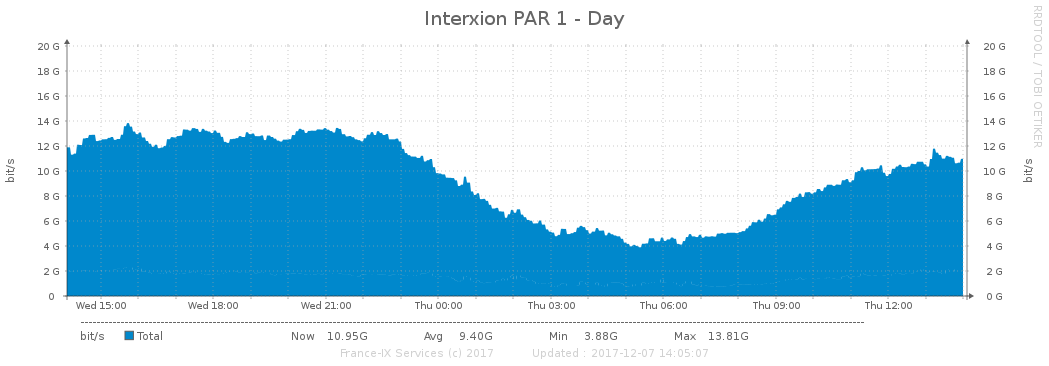 Interxion PAR 1 - Day
RRDTOOL / TOBI OETIKER
bit/s
20 G 20 G
18 G 18 G
16 G 16 G
14 G 14 G
12 G 12 G
10 G 10 G
8 G 8 G
6 G 6 G
4 G 4 G
2 G 2 G
0 0 G
bit/s
Wed 15:00 Wed 18:00 Wed 21:00 Thu 00:00 Thu 03:00 Thu 06:00 Thu 09:00 Thu 12:00
bit/s Total Now 10.95G Avg 9.40G Min 3.88G Max 13.81G
France-IX Services (c) 2017 Updated : 2017-12-07 14:05:07